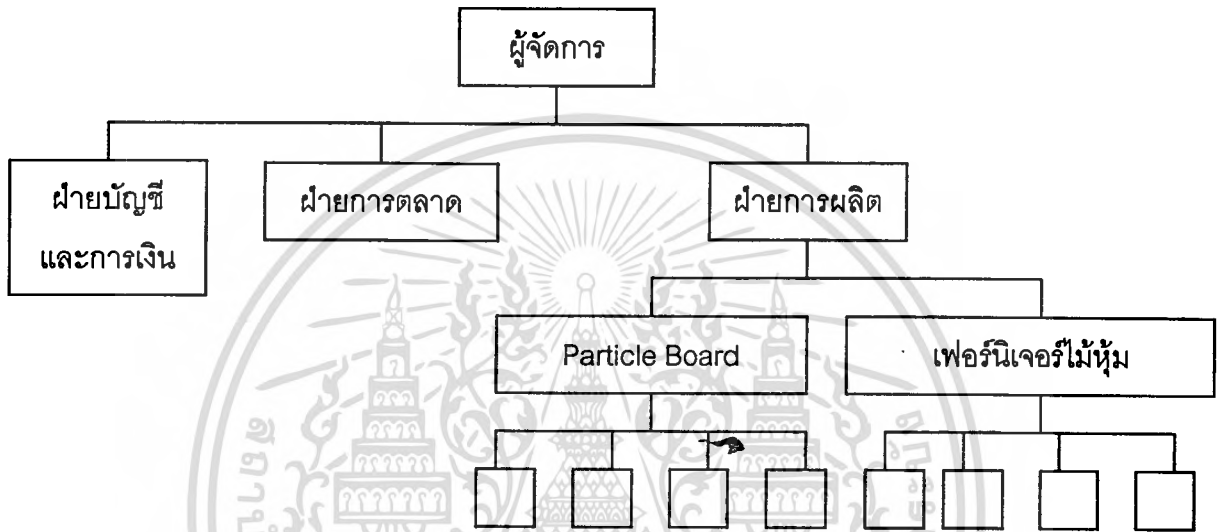 ผู้จัดการ
ฝ่ายบัญชี
และการเงิน
ฝ่ายการตลาด
ฝ่ายการผลิต
Particle Board
เฟอร์นิเจอร์ไม้หุ้ม